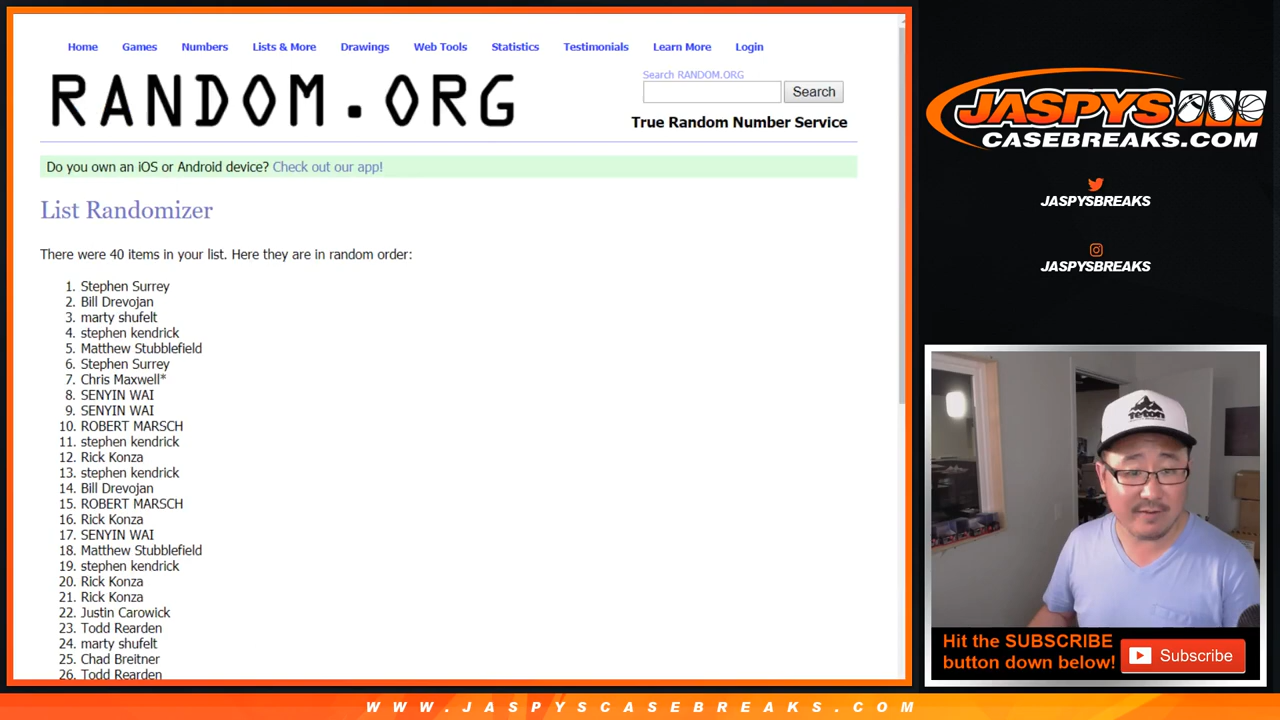 Home Games Numbers Lists & More Drawings Web Tools Statistics Testimonials Learn More Login
RANDOM.ORG
Search RANDOM.ORG
Search
True Random Number Service
Do you own an iOS or Android device? Check out our app!
List Randomizer
There were 40 items in your list. Here they are in random order:
1. Stephen Surrey
2. Bill Drevojan
3. marty shufelt
4. stephen kendrick
5. Matthew Stubblefield
6. Stephen Surrey
7. Chris Maxwell*
8. SENYIN WAI
9. SENYIN WAI
10. ROBERT MARSCH
11. stephen kendrick
12. Rick Konza
13. stephen kendrick
14. Bill Drevojan
15. ROBERT MARSCH
16. Rick Konza
17. SENYIN WAI
18. Matthew Stubblefield
19. stephen kendrick
20. Rick Konza
21. Rick Konza
22. Justin Carowick
23. Todd Rearden
24. marty shufelt
25. Chad Breitner
26. Todd Rearden
JASPYS
CASEBREAKS.COM
JASPYSBREAKS
JASPYSBREAKS
Teton
Hit the SUBSCRIBE
button down below!
Subscribe
WWW.JASPYSCASEBREAKS.COM